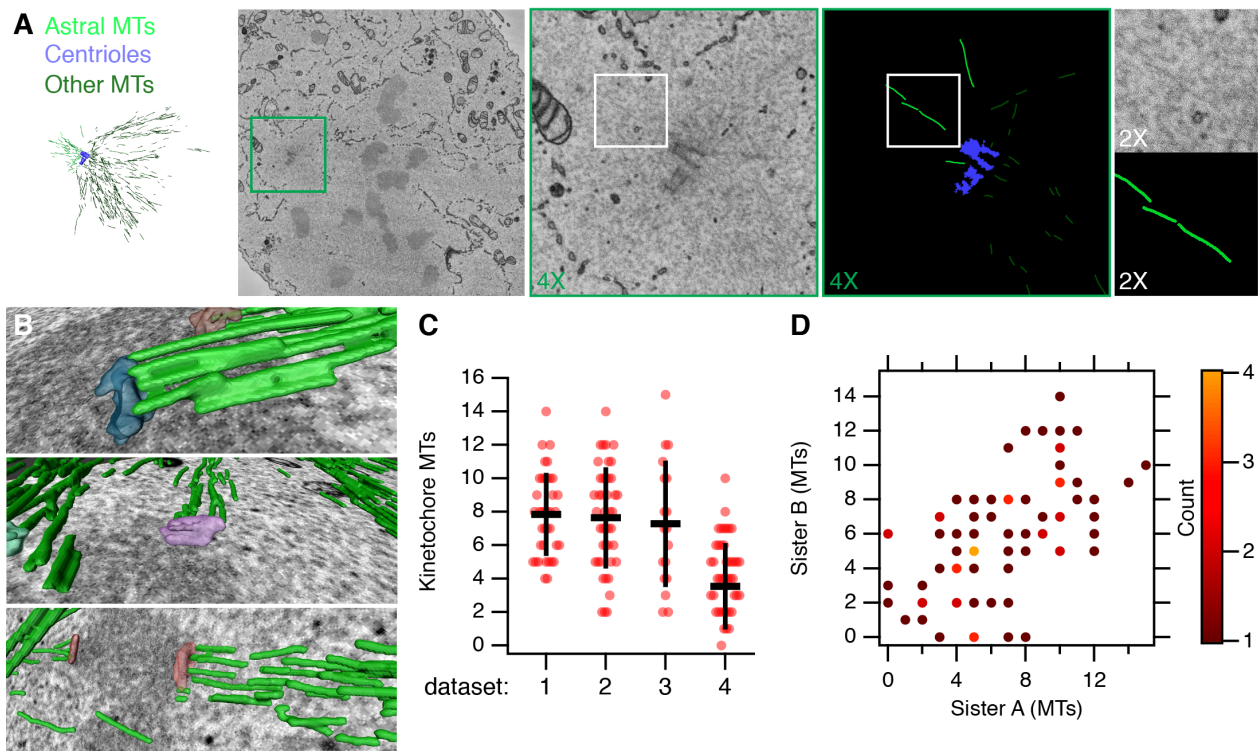 A
Astral MTs
Centrioles
Other MTs
4X
4X
2X
2X
B
C
Kinetochore MTs
16
14
12
10
8
6
4
2
0
dataset: 1 2 3 4
D
Sister B (MTs)
14
12
10
8
6
4
2
0
0 4 8 12
Sister A (MTs)
Count
4
3
2
1